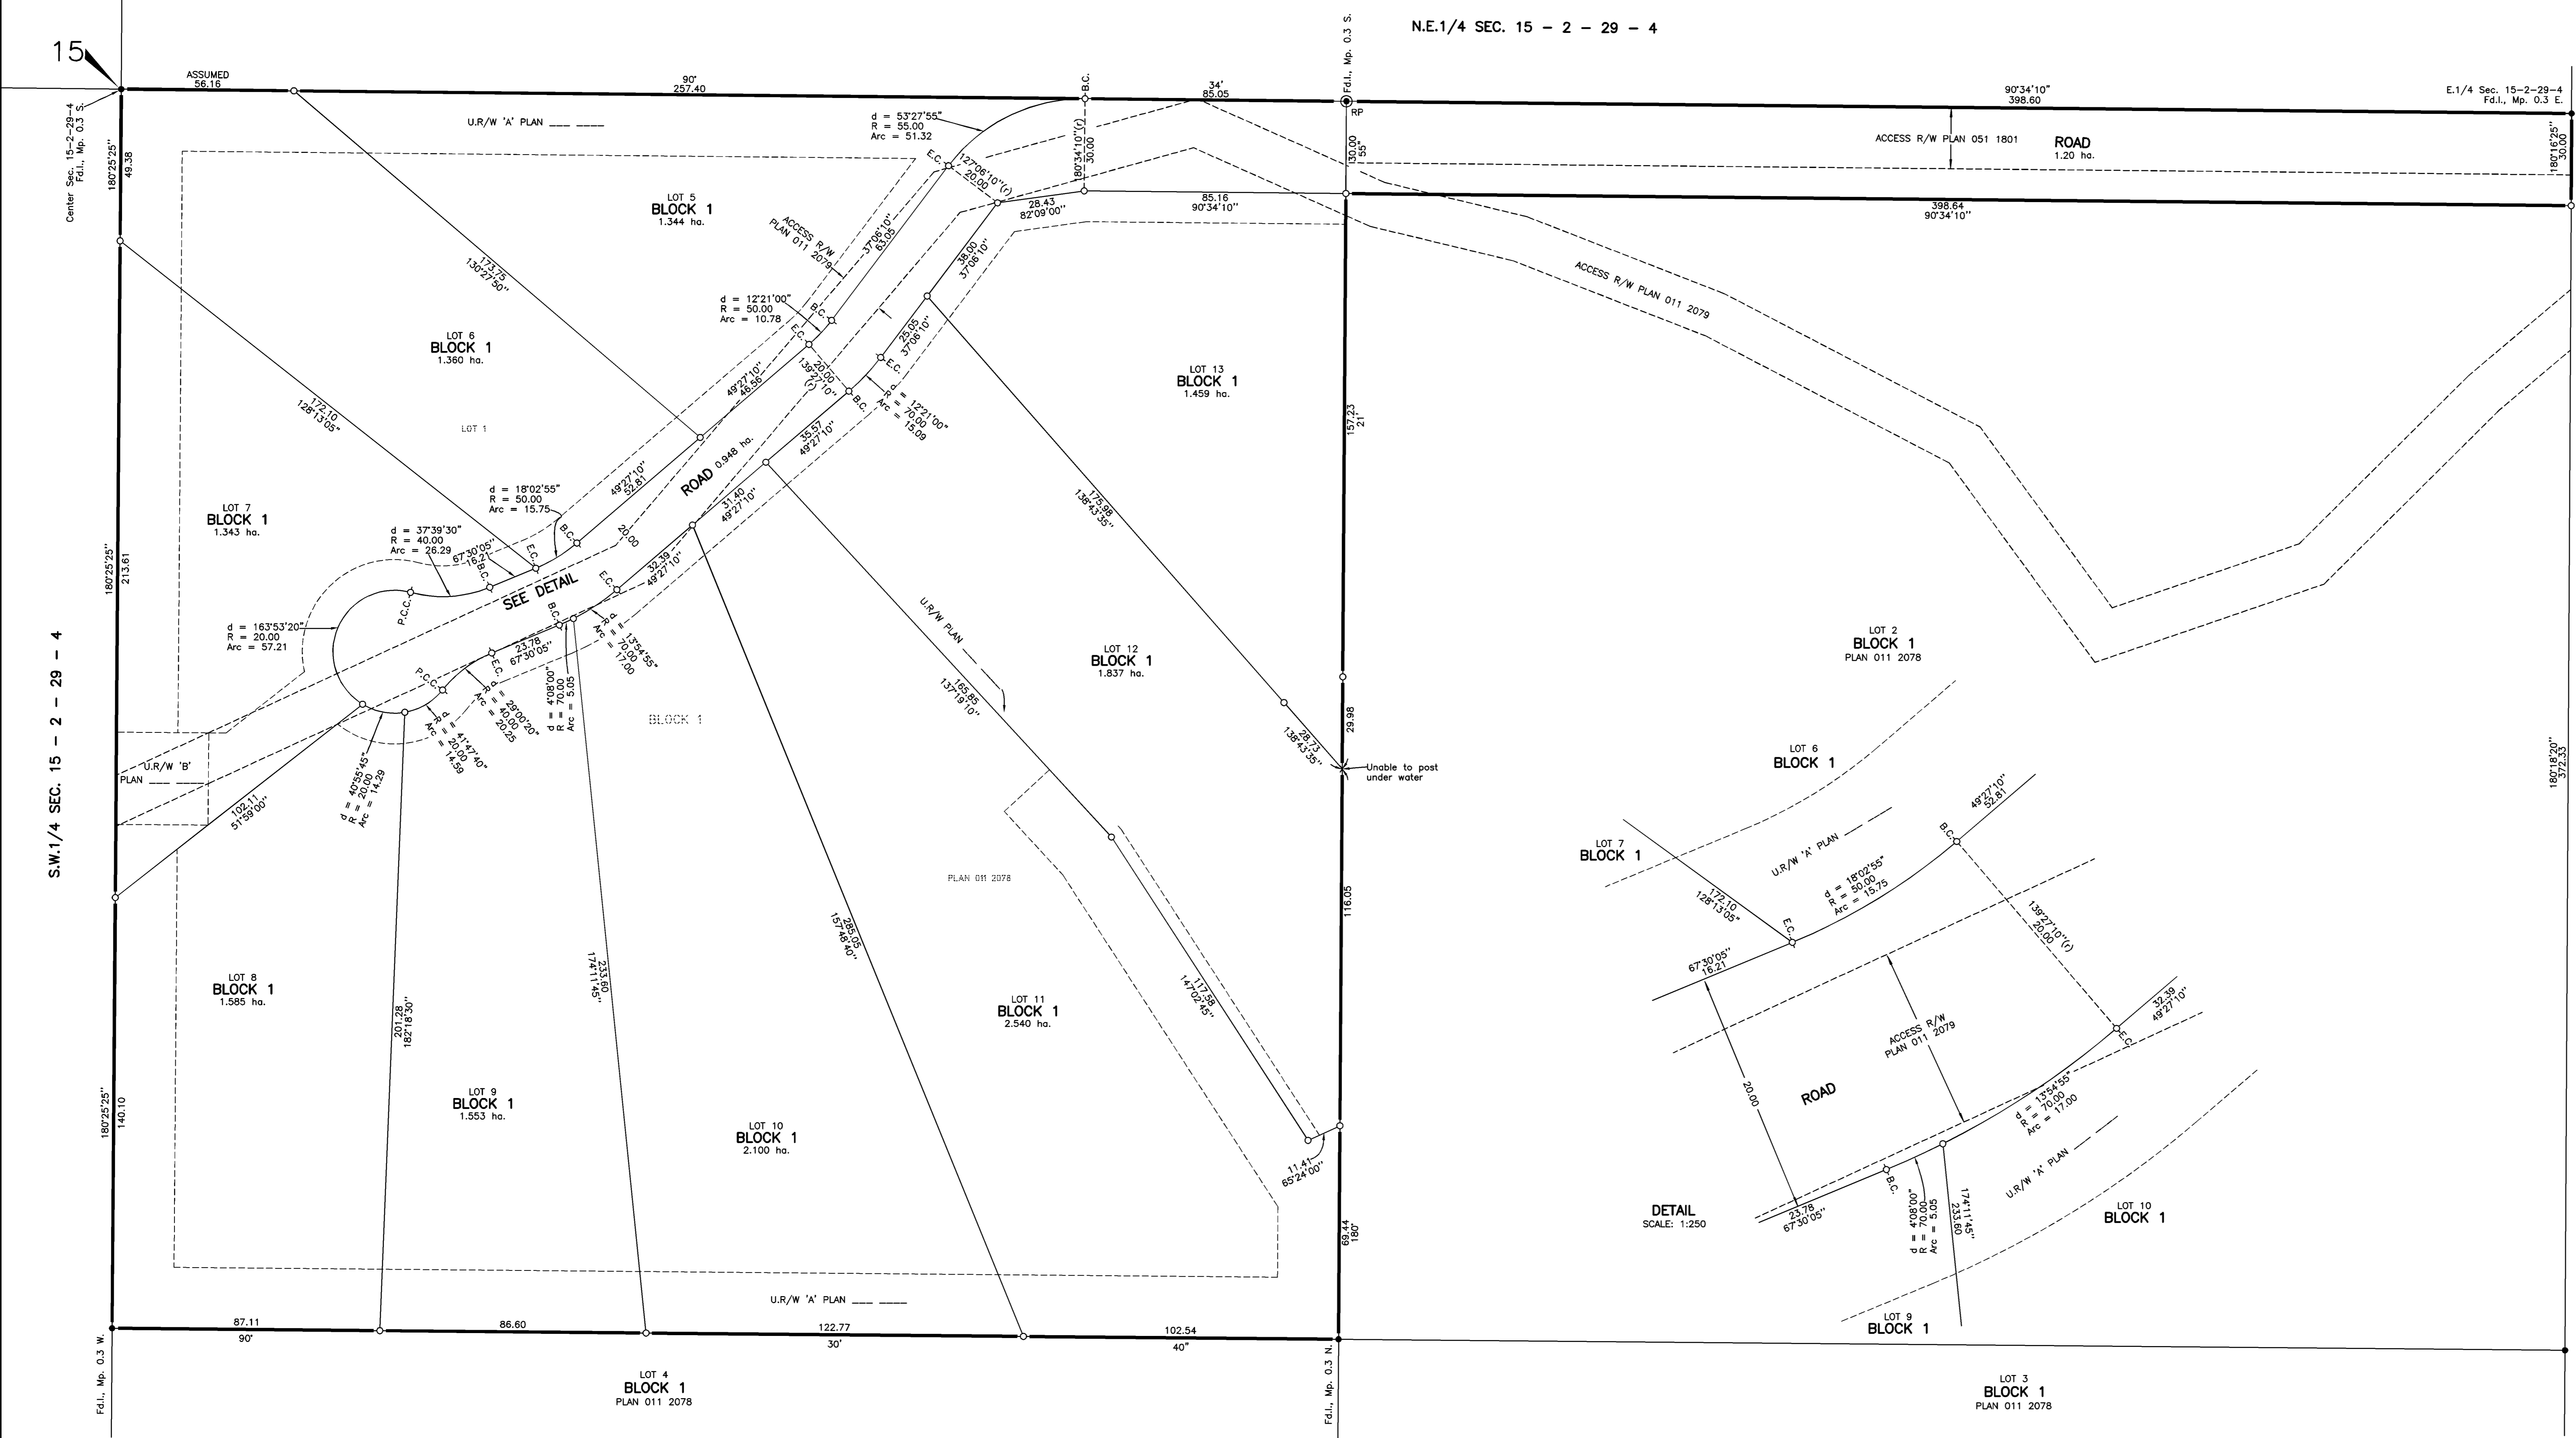 N.E.1/4 SEC. 15 - 2 - 29 - 4
15
ASSUMED
56.16
90°
257.40
B.C.
34'
85.05
Fd.I., Mp. 0.3 S.
RP
90°34'10"
398.60
E.1/4 Sec. 15-2-29-4
Fd.I., Mp. 0.3 E.
Center Sec. 15-2-29-4
Fd.I., Mp. 0.3 S.
180°25'25"
49.38
U.R/W 'A' PLAN ___ ____
d = 53°27'55"
R = 55.00
Arc = 51.32
E.C.
127°06'10"(r)
20.00
180°34'10"(r)
30.00
30.00
55"
ACCESS R/W PLAN 051 1801
ROAD
1.20 ha.
180°16'25"
30.00
28.43
82°09'00"
85.16
90°34'10"
398.64
90°34'10"
LOT 5
BLOCK 1
1.344 ha.
ACCESS R/W
PLAN 011 2079
37°06'10"
63.05
38.00
37°06'10"
173.75
130°27'50"
ACCESS R/W PLAN 011 2079
d = 12°21'00"
R = 50.00
Arc = 10.78
B.C.
E.C.
25.05
37°06'10"
E.C.
LOT 6
BLOCK 1
1.360 ha.
49°27'10"
46.56
20.00
139°27'10"
(r)
B.C.
d = 12°21'00"
R = 70.00
Arc = 15.09
LOT 13
BLOCK 1
1.459 ha.
157.23
21'
172.10
128°13'05"
LOT 1
35.57
49°27'10"
ROAD 0.948 ha.
49°27'10"
52.81
31.40
49°27'10"
175.98
138°43'35"
LOT 7
BLOCK 1
1.343 ha.
d = 18°02'55"
R = 50.00
Arc = 15.75
d = 37°39'30"
R = 40.00
Arc = 26.29
67°30'05"
16.21
B.C.
E.C.
B.C.
20.00
180°25'25"
213.61
SEE DETAIL
E.C.
32.39
49°27'10"
P.C.C.
B.C.
d = 163°53'20"
R = 20.00
Arc = 57.21
23.78
67°30'05"
d = 13°54'55"
R = 70.00
Arc = 17.00
P.C.C.
E.C.
d = 29°00'20"
R = 40.00
Arc = 20.25
d = 4°08'00"
R = 70.00
Arc = 5.05
d = 41°47'40"
R = 20.00
Arc = 14.59
d = 40°55'45"
R = 20.00
Arc = 14.29
U.R/W PLAN ____ ____
165.85
137°19'10"
LOT 12
BLOCK 1
1.837 ha.
BLOCK 1
LOT 2
BLOCK 1
PLAN 011 2078
S.W.1/4 SEC. 15 - 2 - 29 - 4
U.R/W 'B'
PLAN ___ ____
102.11
51°59'00"
28.73
138°43'35"
29.98
Unable to post
under water
180°18'20"
372.33
PLAN 011 2078
116.05
LOT 8
BLOCK 1
1.585 ha.
201.28
182°18'30"
233.60
174°11'45"
285.05
157°48'40"
117.58
147°02'45"
LOT 11
BLOCK 1
2.540 ha.
180°25'25"
140.10
LOT 9
BLOCK 1
1.553 ha.
LOT 10
BLOCK 1
2.100 ha.
11.41
65°24'00"
69.44
180°
U.R/W 'A' PLAN ___ ____
87.11
90°
86.60
122.77
30'
102.54
40"
Fd.I., Mp. 0.3 W.
Fd.I., Mp. 0.3 N.
LOT 4
BLOCK 1
PLAN 011 2078
LOT 3
BLOCK 1
PLAN 011 2078
LOT 6
BLOCK 1
LOT 7
BLOCK 1
U.R/W 'A' PLAN ____
49°27'10"
52.81
B.C.
d = 18°02'55"
R = 50.00
Arc = 15.75
172.10
128°13'05"
E.C.
67°30'05"
16.21
139°27'10"(r)
20.00
ACCESS R/W
PLAN 011 2079
32.39
49°27'10"
E.C.
20.00
ROAD
d = 13°54'55"
R = 70.00
Arc = 17.00
U.R/W 'A' PLAN ____
B.C.
23.78
67°30'05"
d = 4°08'00"
R = 70.00
Arc = 5.05
174°11'45"
233.60
DETAIL
SCALE: 1:250
LOT 10
BLOCK 1
LOT 9
BLOCK 1